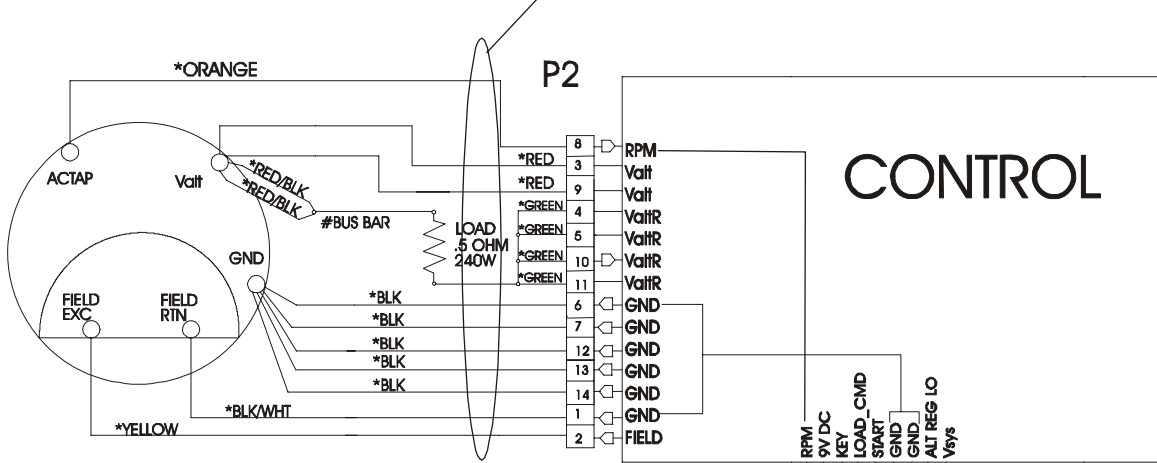 *ORANGE
P2
8
RPM
CONTROL
*RED
3
Valt
ACTAP
Valt
*RED/BLK
*RED/BLK
*RED
9
Valt
*GREEN
4
ValtR
#BUS BAR
LOAD
.5 OHM
240W
*GREEN
5
ValtR
*GREEN
10
ValtR
*GREEN
11
ValtR
GND
FIELD
EXC
FIELD
RTN
*BLK
6
GND
*BLK
7
GND
*BLK
12
GND
*BLK
13
GND
*BLK
14
GND
*BLK/WHT
1
GND
*YELLOW
2
FIELD
RPM
9V DC
KEY
LOAD_CMD
START
GND
GND
ALT REG LO
Vsys